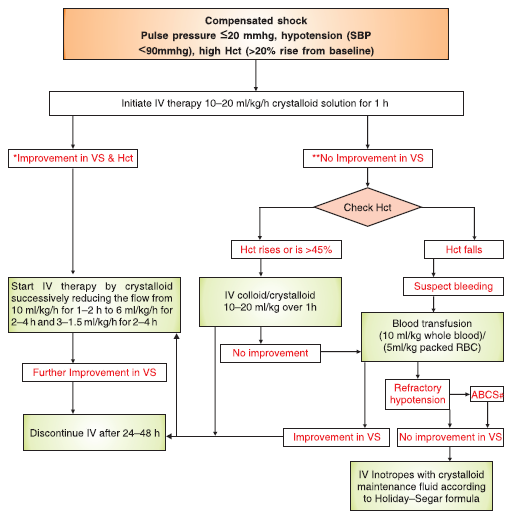 Compensated shock
Pulse pressure ≤20 mmhg, hypotension (SBP
<90mmhg), high Hct (>20% rise from baseline)
Initiate IV therapy 10–20 ml/kg/h crystalloid solution for 1 h
*Improvement in VS & Hct
**No Improvement in VS
Check Hct
Hct rises or is >45%
Hct falls
Start IV therapy by crystalloid
successively reducing the flow from
10 ml/kg/h for 1–2 h to 6 ml/kg/h for
2–4 h and 3–1.5 ml/kg/h for 2–4 h
IV colloid/crystalloid
10–20 ml/kg over 1h
Suspect bleeding
Blood transfusion
(10 ml/kg whole blood)/
(5ml/kg packed RBC)
No improvement
Further Improvement in VS
Refractory
hypotension
ABCS#
Discontinue IV after 24–48 h
Improvement in VS
No improvement in VS
IV Inotropes with crystalloid
maintenance fluid according
to Holiday–Segar formula